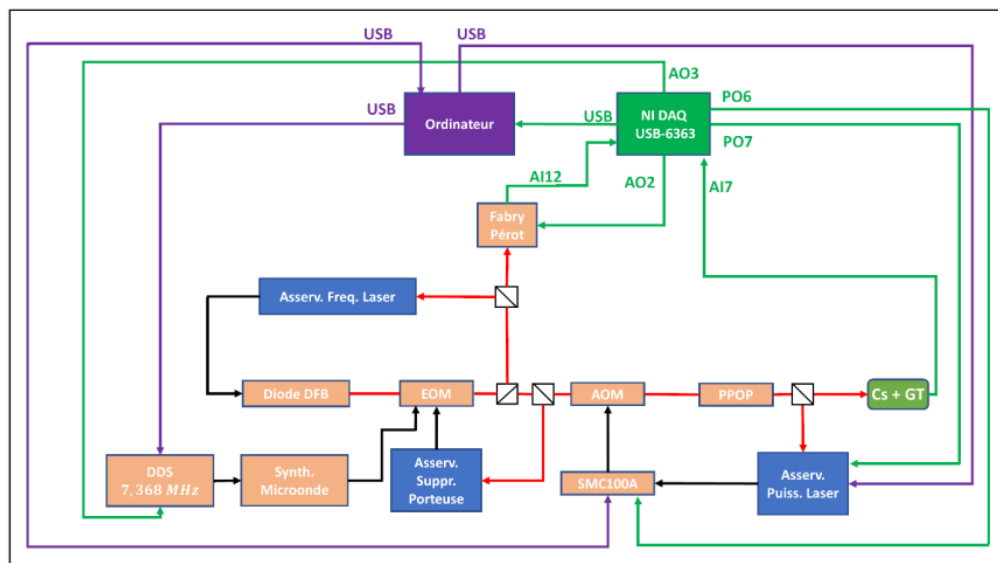 USB
USB
AO3
USB
Ordinateur
USB
NI DAQ
USB-6363
PO6
PO7
AI12
AO2
AI7
Fabry
Pérot
Asserv. Freq. Laser
Diode DFB
EOM
AOM
PPOP
Cs + GT
DDS
7,368 MHz
Synth.
Microonde
Asserv.
Suppr.
Porteuse
SMC100A
Asserv.
Puiss. Laser